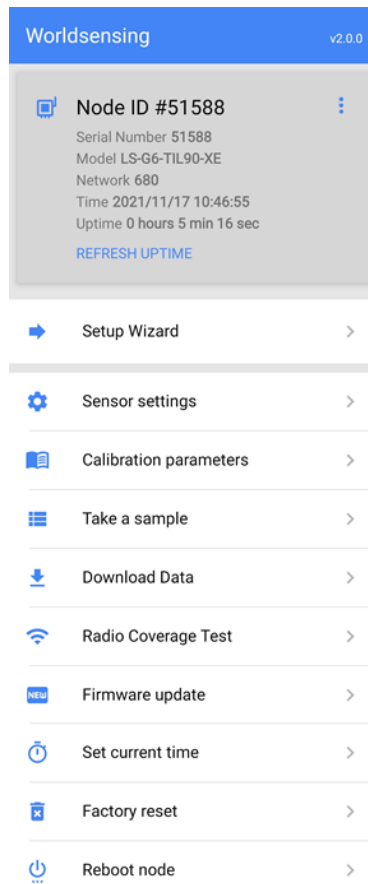 Worldsensing v2.0.0
Node ID #51588
Serial Number 51588
Model LS-G6-TIL90-XE
Network 680
Time 2021/11/17 10:46:55
Uptime 0 hours 5 min 16 sec
REFRESH UPTIME
Setup Wizard
Sensor settings
Calibration parameters
Take a sample
Download Data
Radio Coverage Test
NEW Firmware update
Set current time
Factory reset
Reboot node